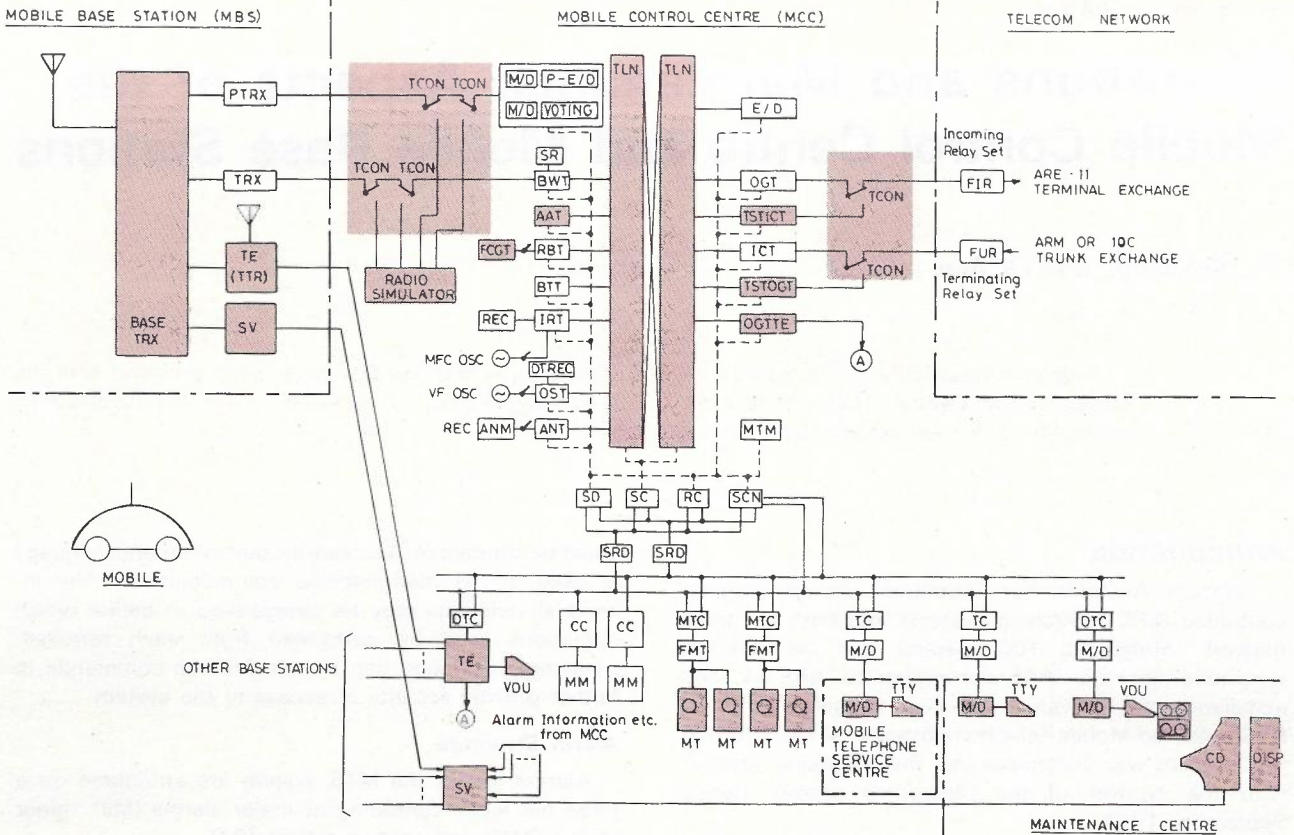 MOBILE BASE STATION (MBS)
MOBILE CONTROL CENTRE (MCC)
TELECOM NETWORK
PTRX
TRX
TE
(TTR)
SV
BASE
TRX
TCON TCON
TCON TCON
RADIO
SIMULATOR
M/D P-E/D
M/D VOTING
SR
BWT
AAT
FCGT RBT
BTT
REC IRT
MFC OSC
DTREC
VF OSC OST
REC ANM ANT
TLN TLN
E/D
OGT
TSTICT
ICT
TSTOGT
OGTTE
A
MTM
TCON
TCON
Incoming
Relay Set
FIR
ARE-11
TERMINAL EXCHANGE
FUR
ARM OR 10C
TRUNK EXCHANGE
Terminating
Relay Set
MOBILE
SD SC RC SCN
SRD SRD
DTC CC CC MTC MTC TC TC DTC
FMT FMT M/D M/D M/D
OTHER BASE STATIONS
TE
VDU
MM MM
A
Alarm Information etc.
from MCC
SV
Q Q Q Q
MT MT MT MT
M/D TTY
MOBILE
TELEPHONE
SERVICE
CENTRE
M/D TTY
M/D VDU
CD DISP
MAINTENANCE CENTRE